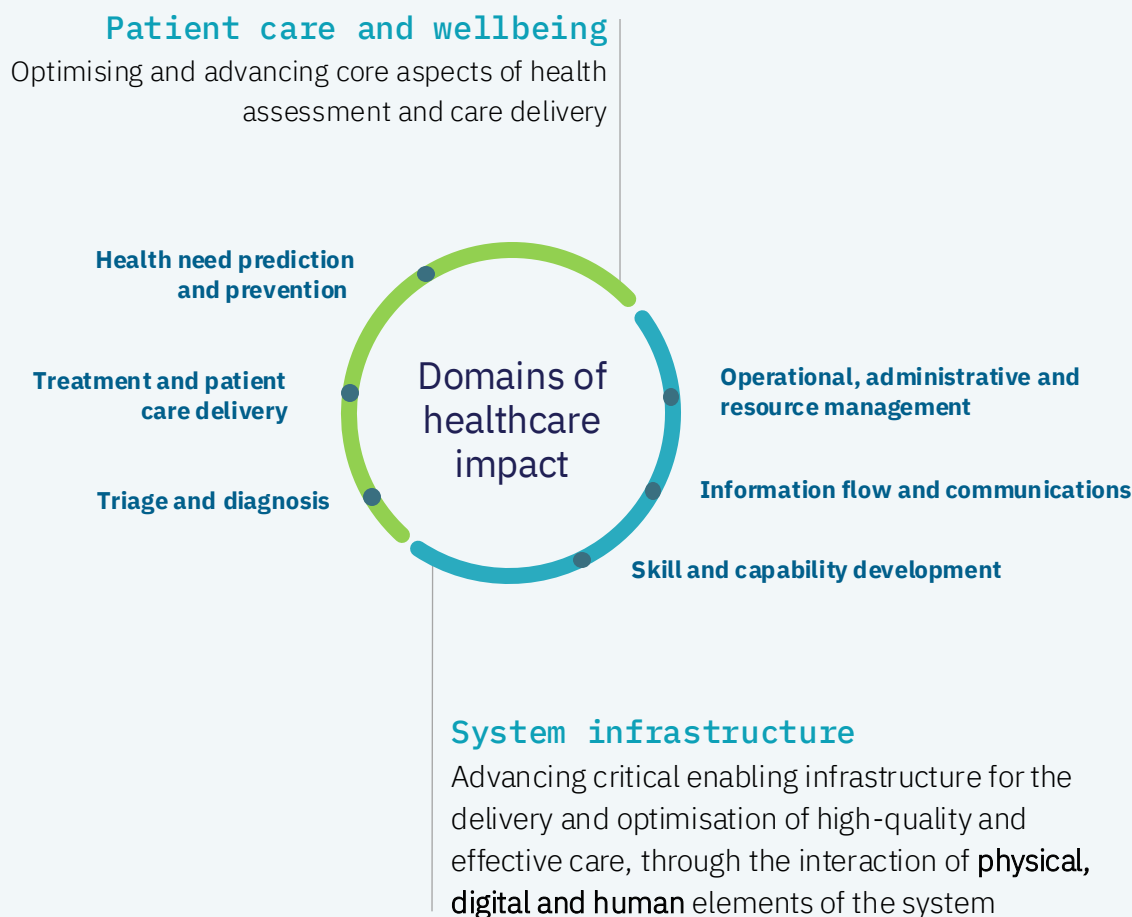 Patient care and wellbeing
Optimising and advancing core aspects of health
assessment and care delivery
Health need prediction
and prevention
Treatment and patient
care delivery
Triage and diagnosis
Domains of
healthcare
impact
Operational, administrative and
resource management
Information flow and communications
Skill and capability development
System infrastructure
Advancing critical enabling infrastructure for the
delivery and optimisation of high-quality and
effective care, through the interaction of physical,
digital and human elements of the system